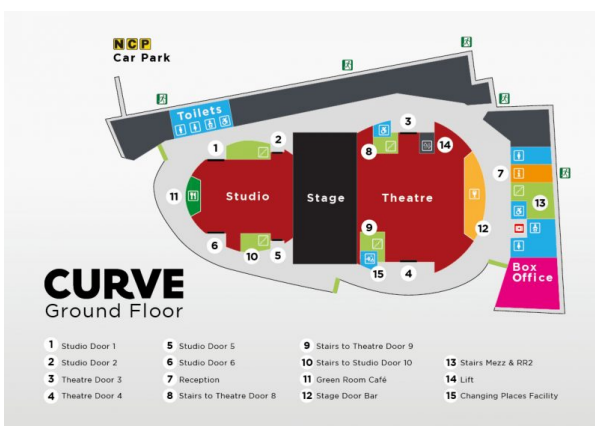 NCP
Car Park
Toilets
1
2
3
8
14
7
11
Studio
Stage
Theatre
13
9
12
6
10
5
15
4
Box
Office
CURVE
Ground Floor
1 Studio Door 1
2 Studio Door 2
3 Theatre Door 3
4 Theatre Door 4
5 Studio Door 5
6 Studio Door 6
7 Reception
8 Stairs to Theatre Door 8
9 Stairs to Theatre Door 9
10 Stairs to Studio Door 10
11 Green Room Café
12 Stage Door Bar
13 Stairs Mezz & RR2
14 Lift
15 Changing Places Facility